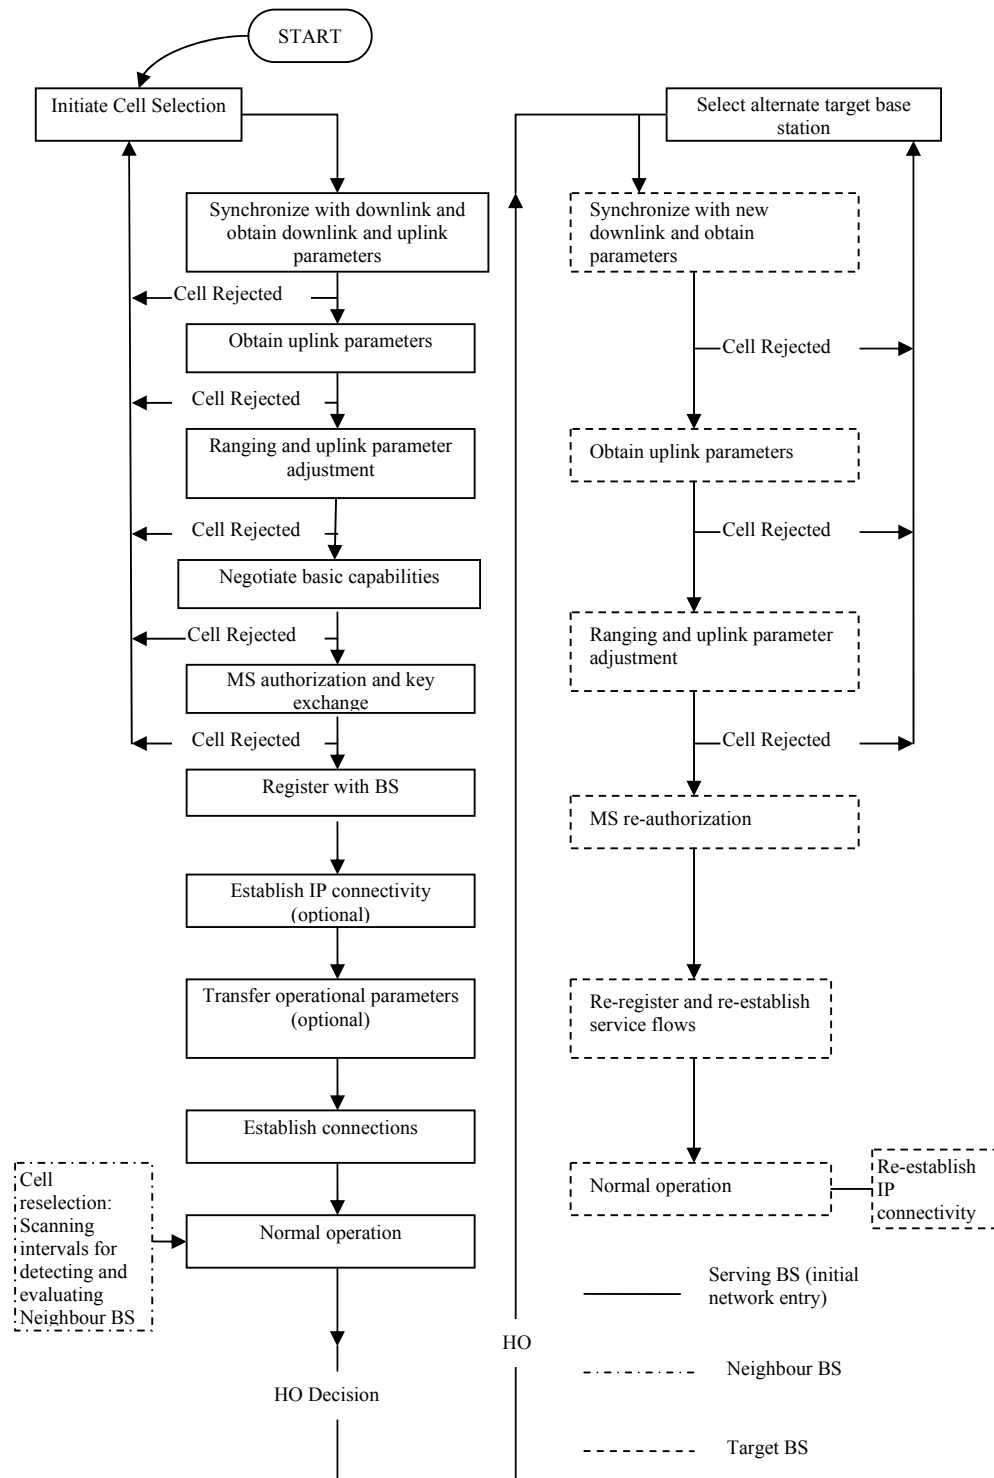 START
Initiate Cell Selection
Synchronize with downlink and
obtain downlink and uplink
parameters
Cell Rejected
Obtain uplink parameters
Cell Rejected
Ranging and uplink parameter
adjustment
Cell Rejected
Negotiate basic capabilities
Cell Rejected
MS authorization and key
exchange
Cell Rejected
Register with BS
Establish IP connectivity
(optional)
Transfer operational parameters
(optional)
Establish connections
Cell
reselection:
Scanning
intervals for
detecting and
evaluating
Neighbour BS
Normal operation
HO Decision
HO
Select alternate target base
station
Synchronize with new
downlink and obtain
parameters
Cell Rejected
Obtain uplink parameters
Cell Rejected
Ranging and uplink parameter
adjustment
Cell Rejected
MS re-authorization
Re-register and re-establish
service flows
Normal operation
Re-establish
IP
connectivity
Serving BS (initial
network entry)
Neighbour BS
Target BS